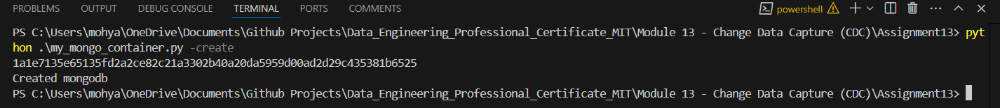 PROBLEMS OUTPUT DEBUG CONSOLE TERMINAL PORTS COMMENTS powershell
PS C:\Users\mohya\OneDrive\Documents\Github Projects\Data_Engineering_Professional_Certificate_MIT\Module 13 - Change Data Capture (CDC)\Assignment13> pyt
hon .\my_mongo_container.py -create
1a1e7135e65135fd2a2ce82c21a3302b40a20da5959d00ad2d29c435381b6525
Created mongodb
PS C:\Users\mohya\OneDrive\Documents\Github Projects\Data_Engineering_Professional_Certificate_MIT\Module 13 - Change Data Capture (CDC)\Assignment13>